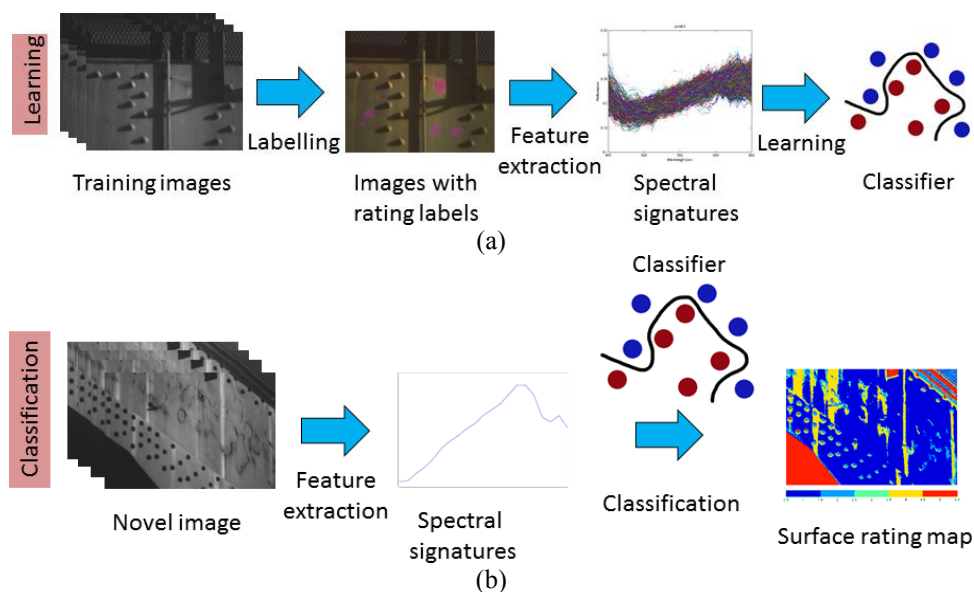 Learning
Labelling
Feature
extraction
Learning
Training images
Images with
rating labels
Spectral
signatures
Classifier
(a)
Classifier
Classification
Feature
extraction
Classification
Novel image
Spectral
signatures
Surface rating map
(b)